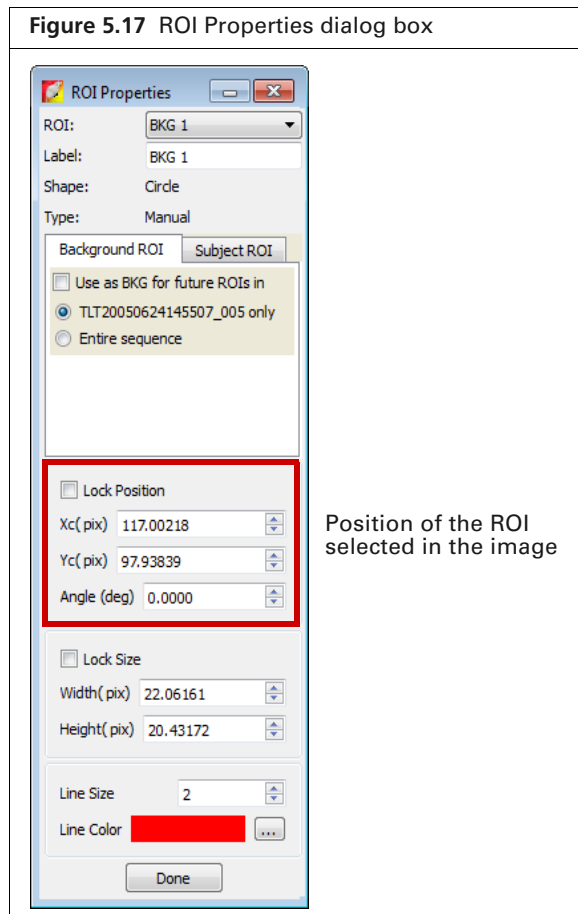 Figure 5.17 ROI Properties dialog box
ROI Properties
ROI: BKG 1
Label: BKG 1
Shape: Circle
Type: Manual
Background ROI Subject ROI
Use as BKG for future ROIs in
TLT20050624145507_005 only
Entire sequence
Lock Position
Xc( pix) 117.00218
Yc( pix) 97.93839
Angle (deg) 0.0000
Position of the ROI
selected in the image
Lock Size
Width( pix) 22.06161
Height( pix) 20.43172
Line Size 2
Line Color ...
Done